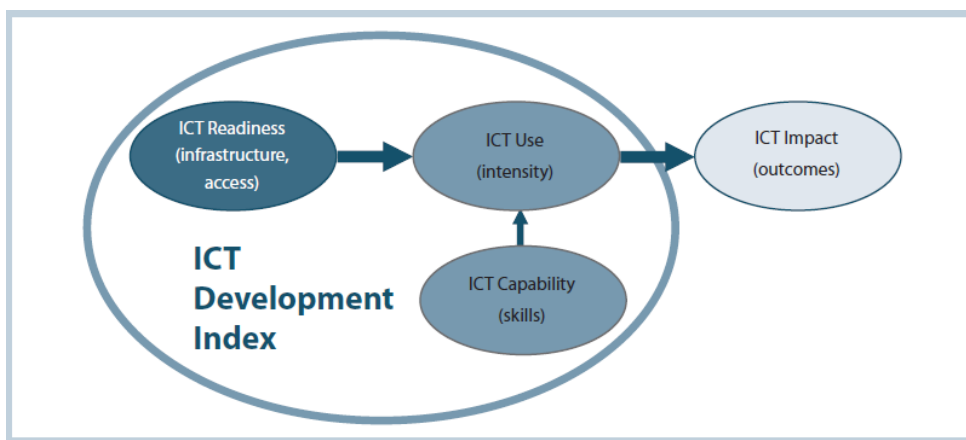 ICT Readiness
(infrastructure,
access)
ICT Use
(intensity)
ICT Impact
(outcomes)
ICT
Development
Index
ICT Capability
(skills)